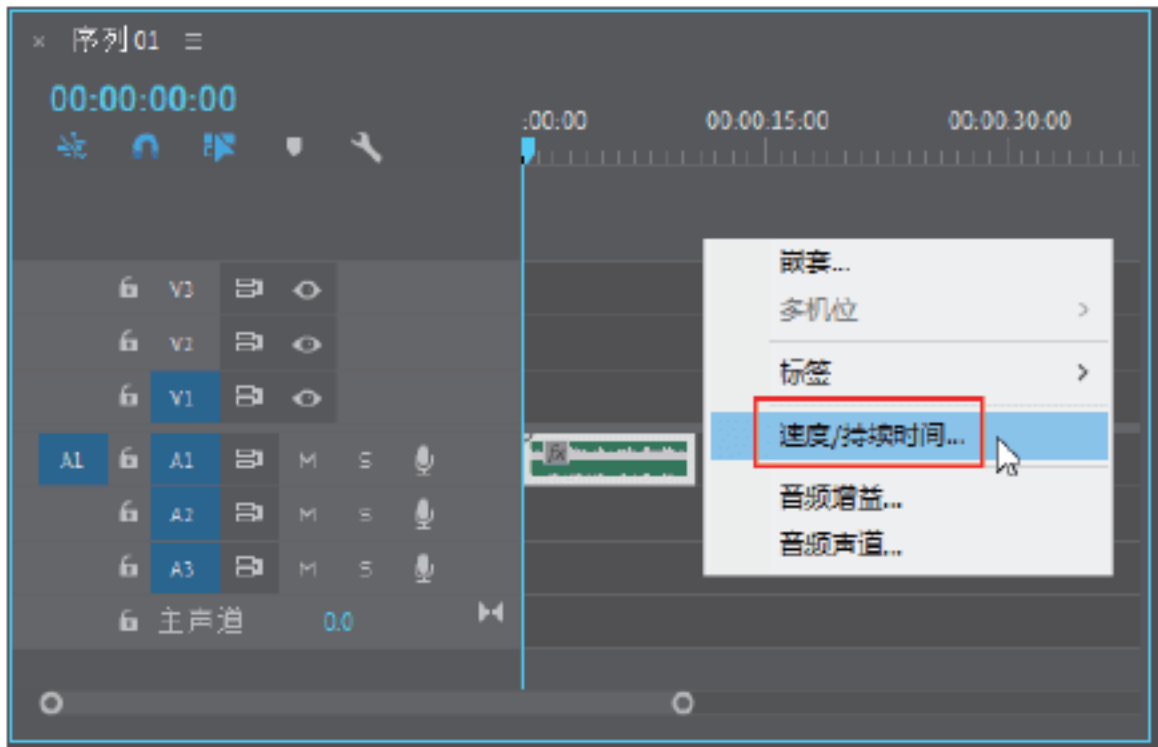 × 序列 01 ≡
00:00:00:00
:00:00 00:00:15:00 00:00:30:00
嵌套...
多机位 >
标签 >
速度/持续时间...
音频增益...
音频声道...
V3
V2
V1
A1 A1 M S
fx
A2 M S
A3 M S
主声道 0.0